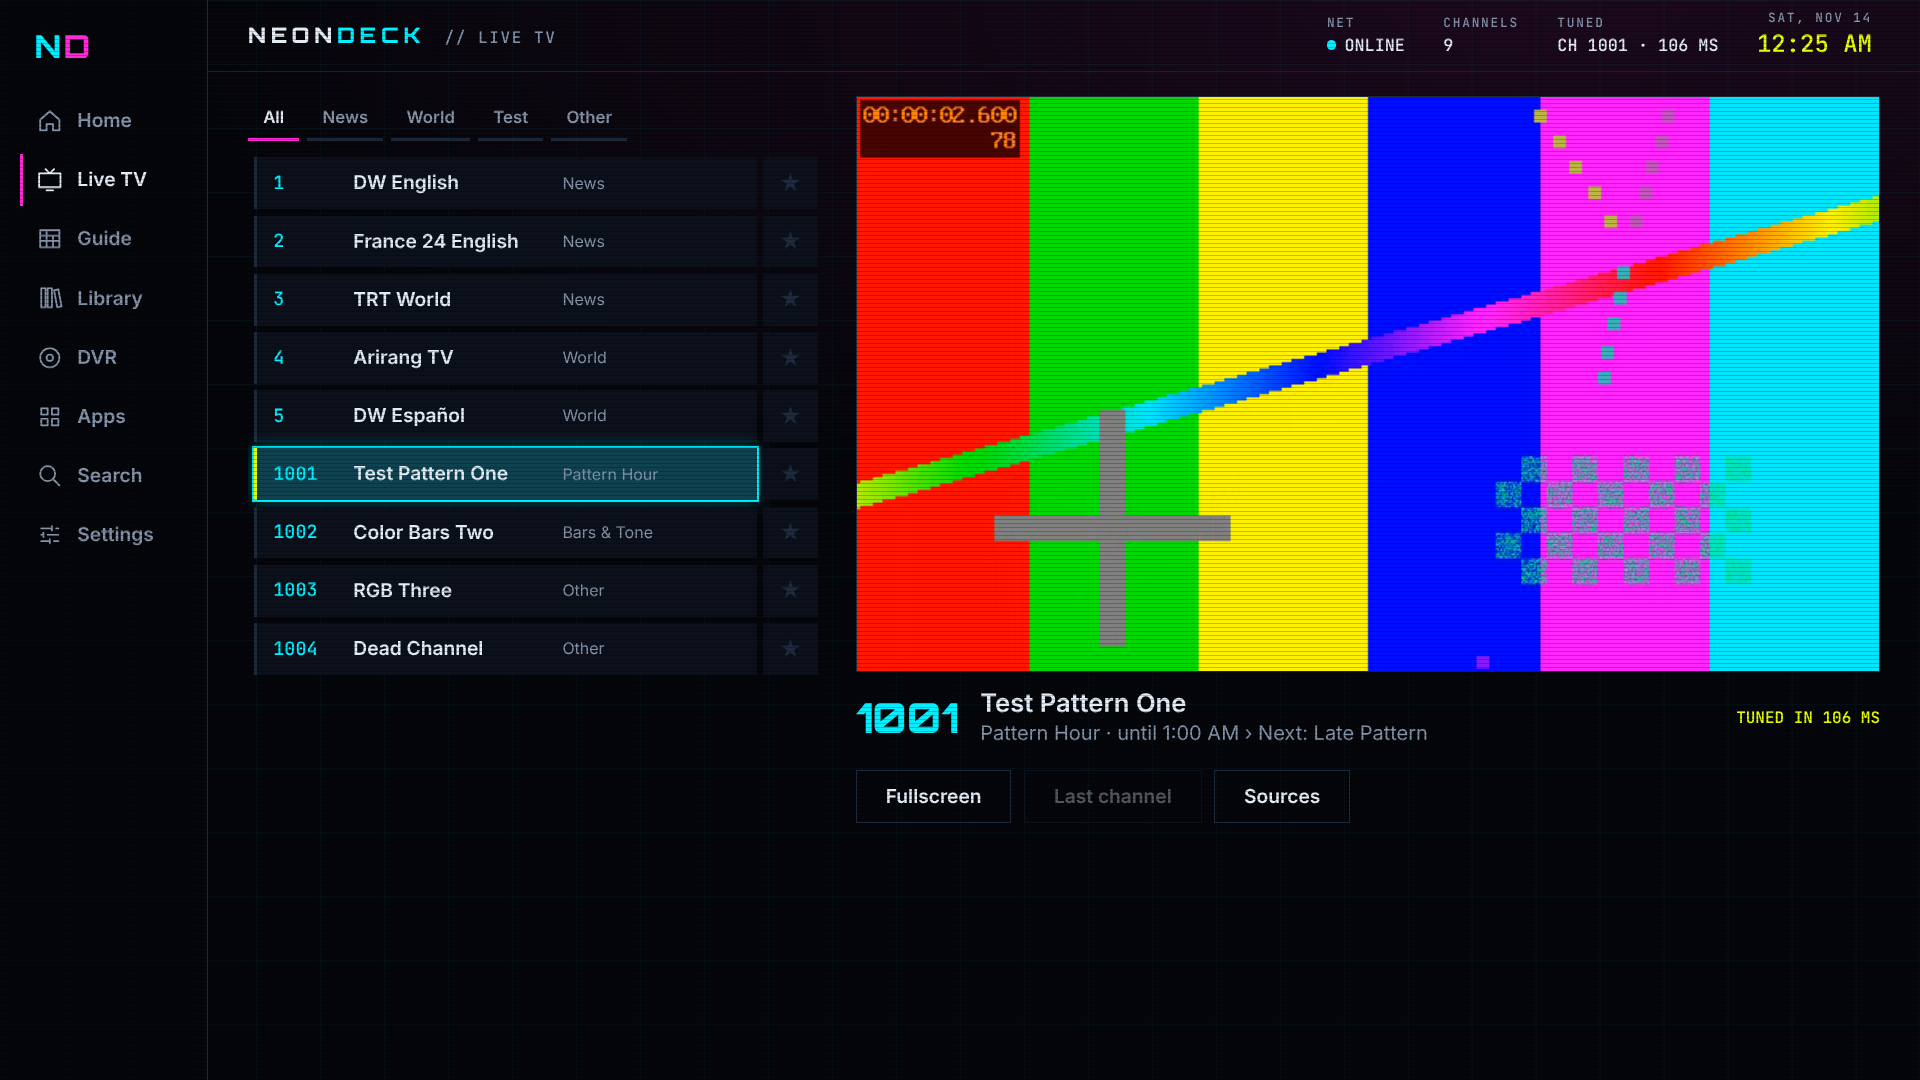 ND
Home
Live TV
Guide
Library
DVR
Apps
Search
Settings
NEONDECK // LIVE TV
NET
ONLINE
CHANNELS
9
TUNED
CH 1001 · 106 MS
SAT, NOV 14
12:25 AM
All News World Test Other
1 DW English News
2 France 24 English News
3 TRT World News
4 Arirang TV World
5 DW Español World
1001 Test Pattern One Pattern Hour
1002 Color Bars Two Bars & Tone
1003 RGB Three Other
1004 Dead Channel Other
00:00:02.600
78
1001
Test Pattern One
Pattern Hour · until 1:00 AM › Next: Late Pattern
TUNED IN 106 MS
Fullscreen Last channel Sources